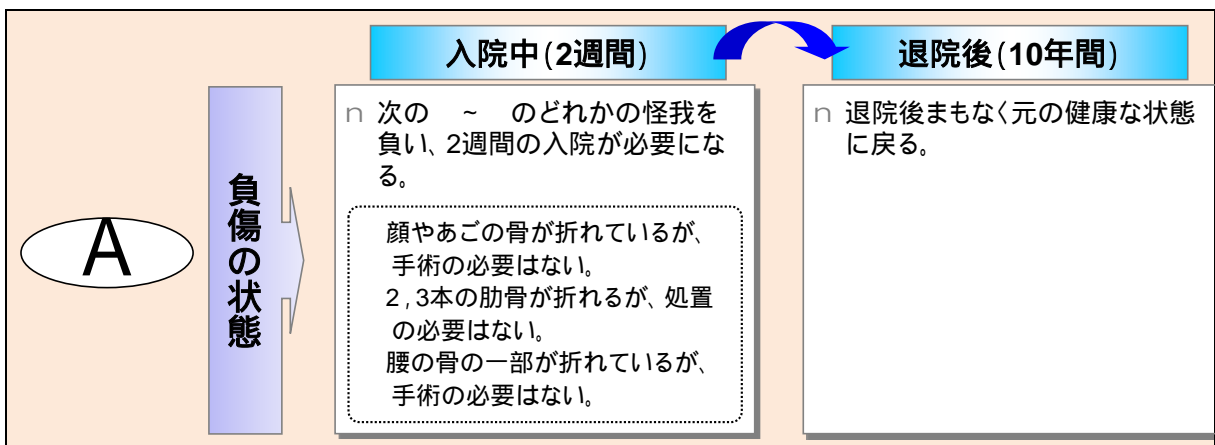 入院中(2週間)
退院後(10年間)
A
負傷の状態
n 次の ~ のどれかの怪我を
負い、2週間の入院が必要にな
る。
顔やあごの骨が折れているが、
手術の必要はない。
2,3本の肋骨が折れるが、処置
の必要はない。
腰の骨の一部が折れているが、
手術の必要はない。
n 退院後まもなく元の健康な状態
に戻る。